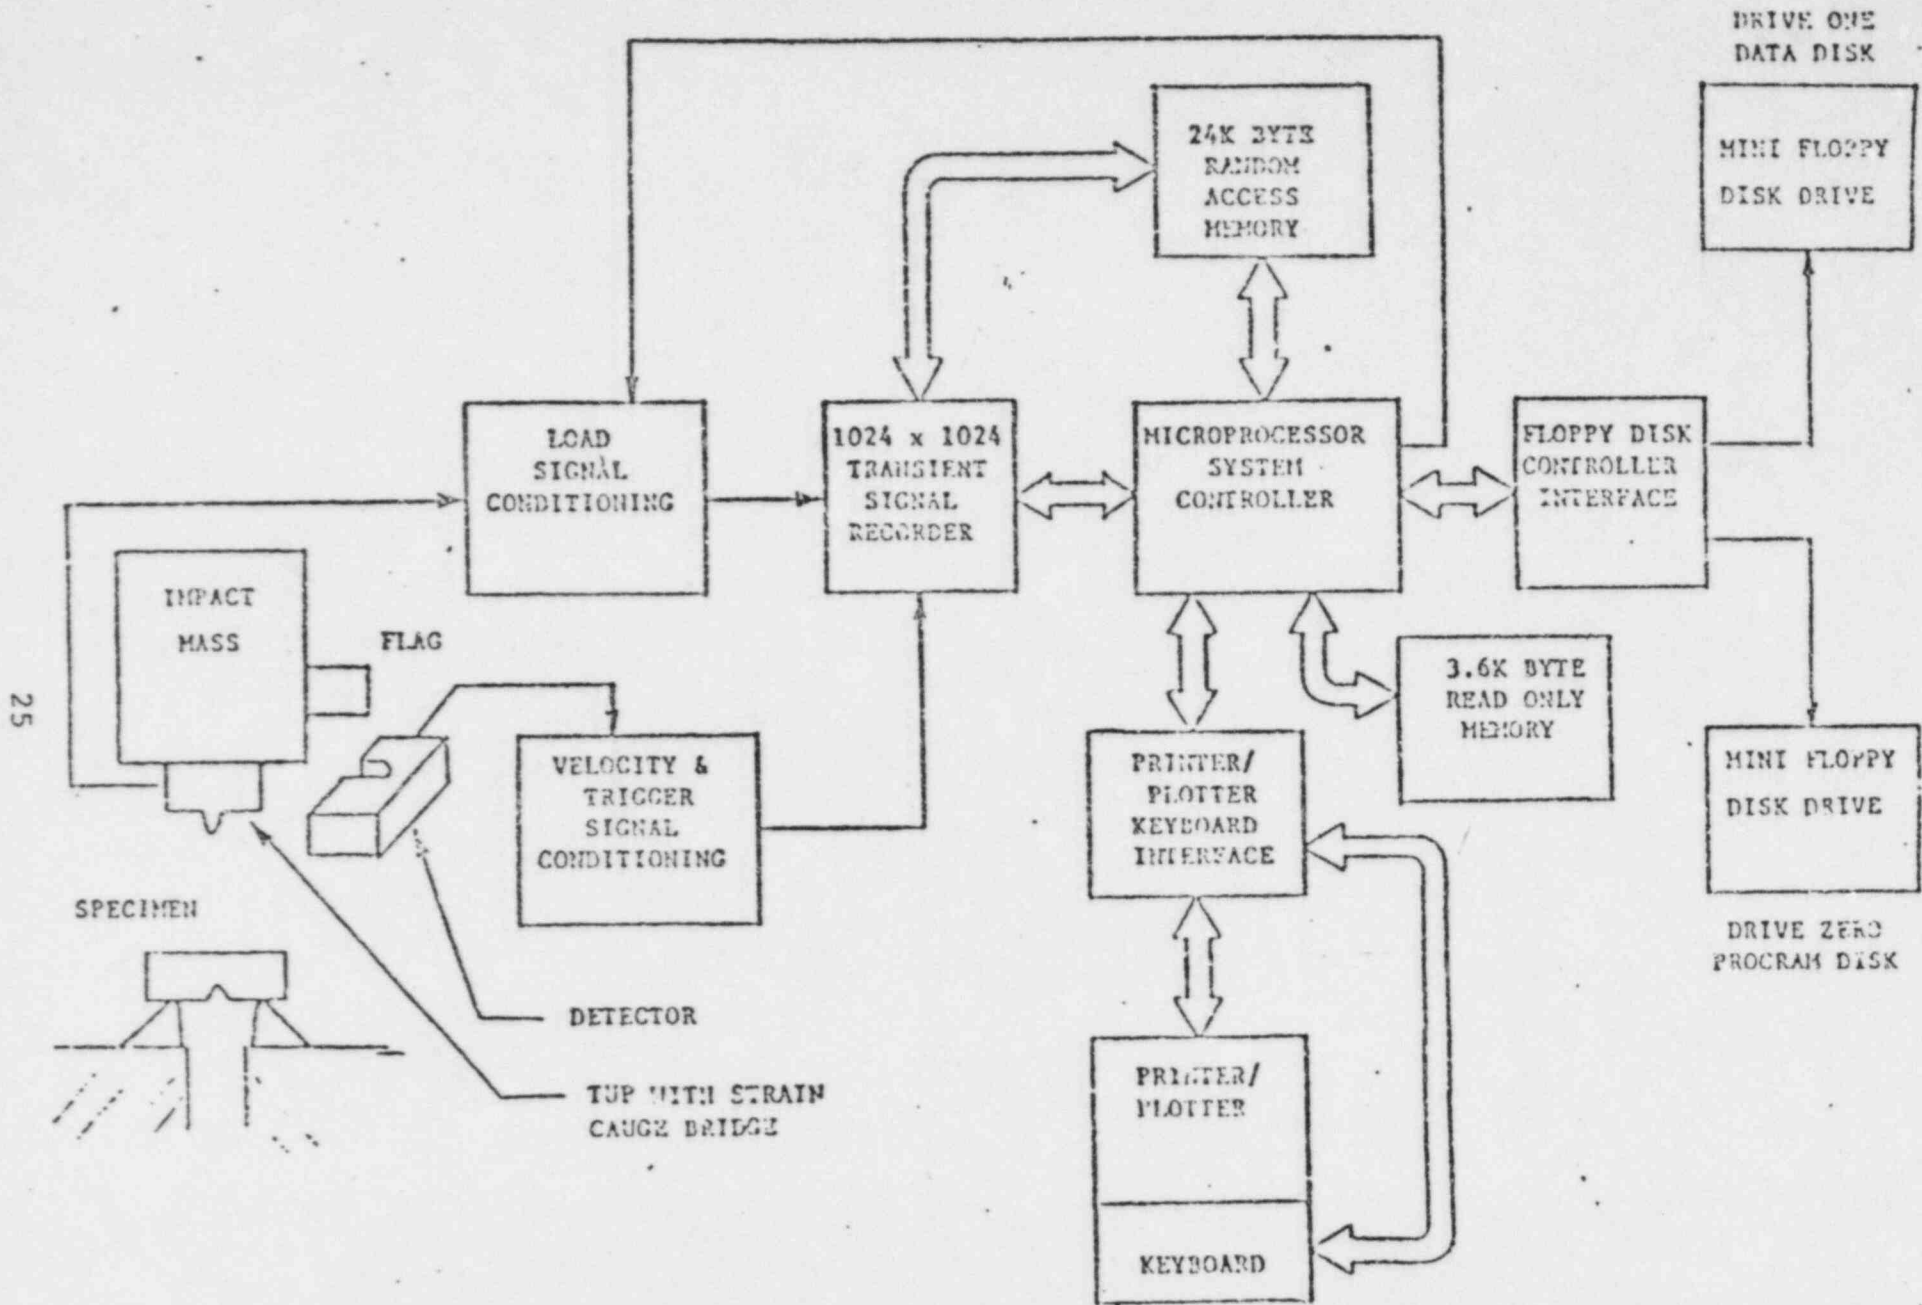 DRIVE ONE
DATA DISK
MINI FLOPPY
DISK DRIVE
24K BYTE
RANDOM
ACCESS
MEMORY
LOAD
SIGNAL
CONDITIONING
1024 x 1024
TRANSIENT
SIGNAL
RECORDER
MICROPROCESSOR
SYSTEM
CONTROLLER
FLOPPY DISK
CONTROLLER
INTERFACE
IMPACT
MASS
FLAG
25
VELOCITY &
TRIGGER
SIGNAL
CONDITIONING
3.6K BYTE
READ ONLY
MEMORY
PRINTER/
PLOTTER
KEYBOARD
INTERFACE
MINI FLOPPY
DISK DRIVE
DRIVE ZERO
PROGRAM DISK
SPECIMEN
DETECTOR
TUP WITH STRAIN
GAUGE BRIDGE
PRINTER/
PLOTTER
KEYBOARD